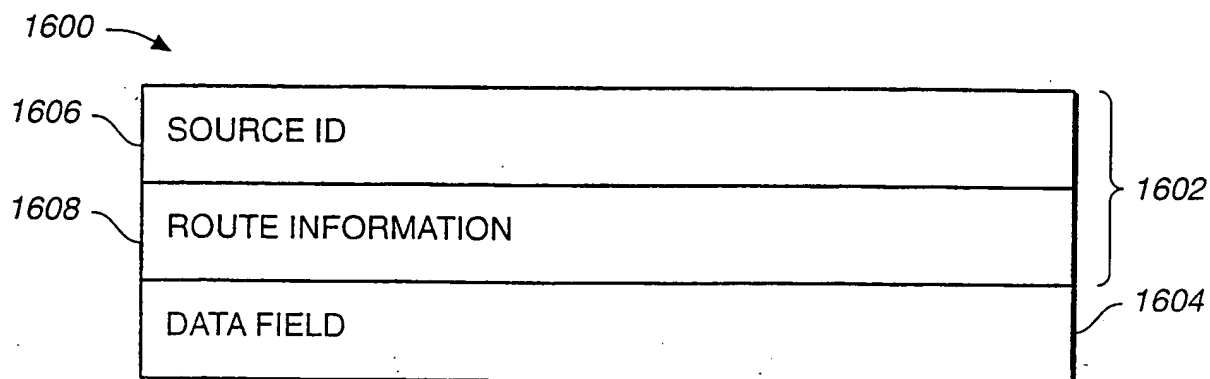 1600
1606
SOURCE ID
1608
ROUTE INFORMATION
1602
DATA FIELD
1604